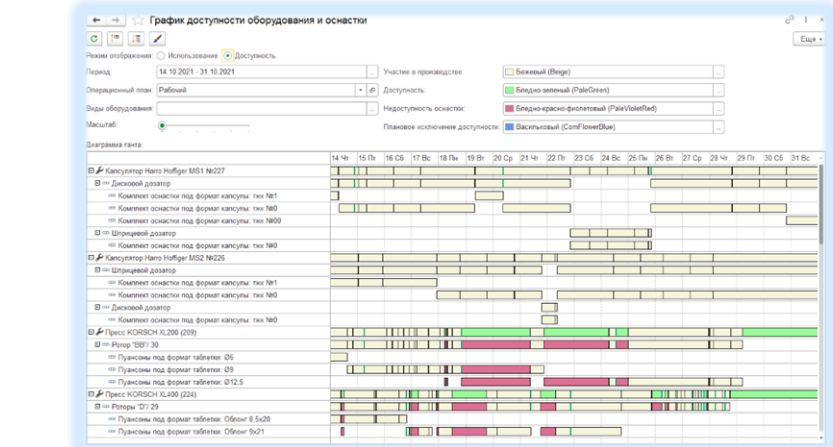 График доступности оборудования и оснастки
Еще
Режим отображения: Использование Доступность
Период: 14.10.2021 - 31.10.2021 ... Участие в производстве: Бежевый (Beige) ...
Операционный план: Рабочий Доступность: Бледно-зеленый (PaleGreen) ...
Виды оборудования: ... Недоступность оснастки: Бледно-красно-фиолетовый (PaleVioletRed) ...
Масштаб: Плановое исключение доступности: Васильковый (CornFlowerBlue) ...
Диаграмма ганта:
14 Чт 15 Пт 16 Сб 17 Вс 18 Пн 19 Вт 20 Ср 21 Чт 22 Пт 23 Сб 24 Вс 25 Пн 26 Вт 27 Ср 28 Чт 29 Пт 30 Сб 31 Вс
Капсулятор Harro Hoffiger MS1 №227
Дисковой дозатор
Комплект оснастки под формат капсулы: тжк №1
Комплект оснастки под формат капсулы: тжк №0
Комплект оснастки под формат капсулы: тжк №00
Шприцевой дозатор
Комплект оснастки под формат капсулы: тжк №0
Капсулятор Harro Hoffiger MS2 №226
Шприцевой дозатор
Комплект оснастки под формат капсулы: тжк №1
Комплект оснастки под формат капсулы: тжк №0
Дисковой дозатор
Комплект оснастки под формат капсулы: тжк №0
Пресс KORSCH XL200 (209)
Ротор "BB"/ 30
Пуансоны под формат таблетки: Ø6
Пуансоны под формат таблетки: Ø9
Пуансоны под формат таблетки: Ø12,5
Пресс KORSCH XL400 (224)
Роторы "D"/ 29
Пуансоны под формат таблетки: Облонг 8,5x20
Пуансоны под формат таблетки: Облонг 9x21